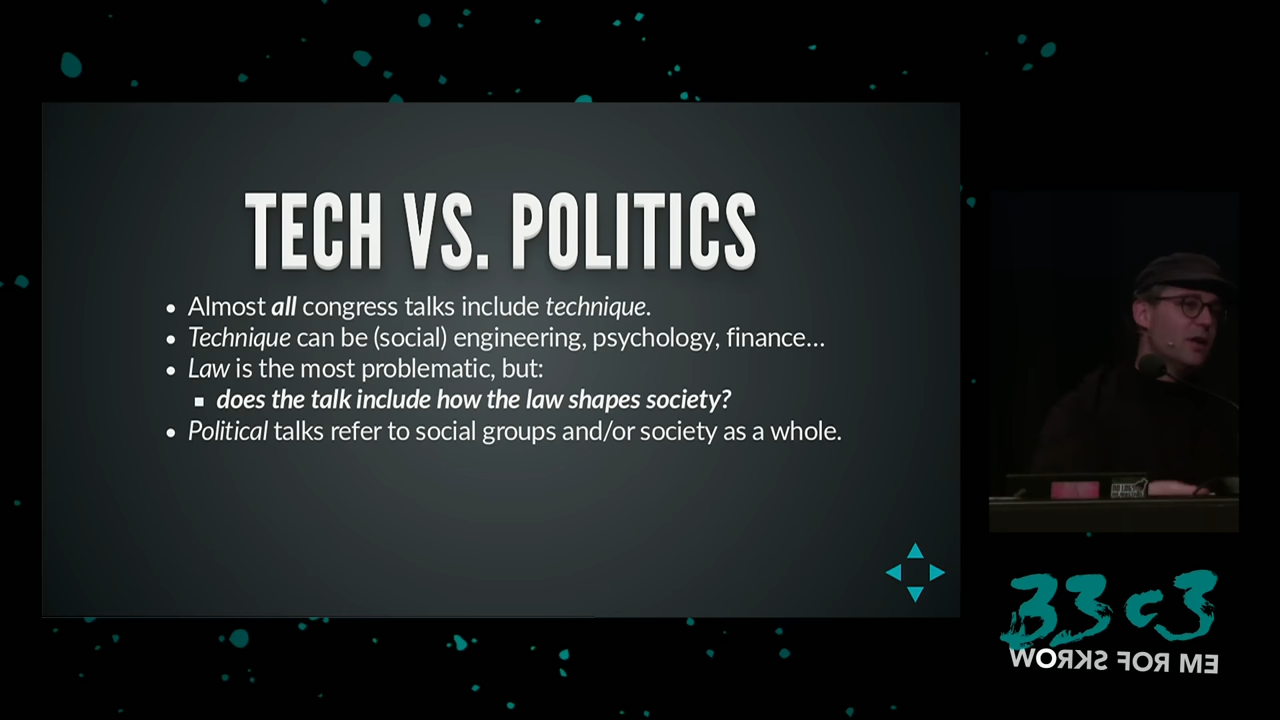 TECH VS. POLITICS
• Almost all congress talks include technique.
• Technique can be (social) engineering, psychology, finance...
• Law is the most problematic, but:
▪ does the talk include how the law shapes society?
• Political talks refer to social groups and/or society as a whole.
33c3
WORKS FOR ME